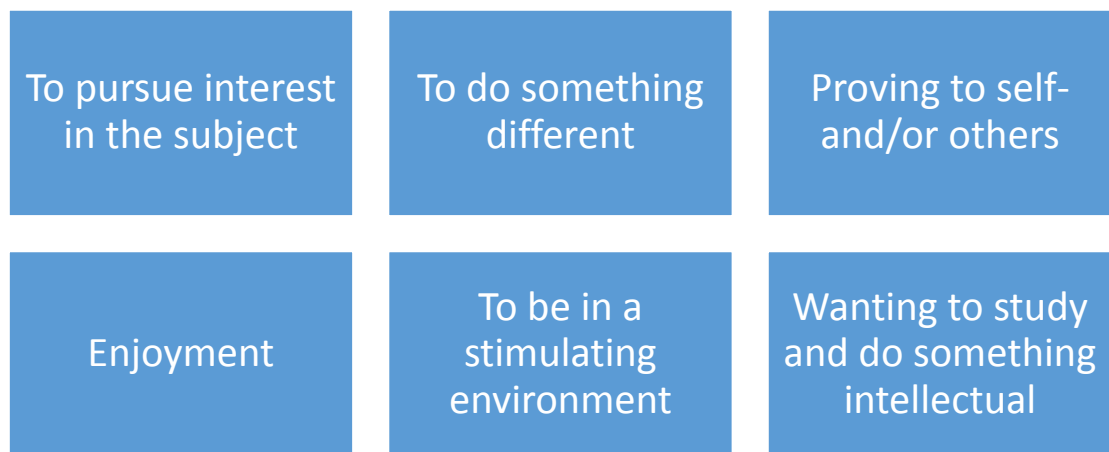 To pursue interest
in the subject
To do something
different
Proving to self-
and/or others
Enjoyment
To be in a
stimulating
environment
Wanting to study
and do something
intellectual